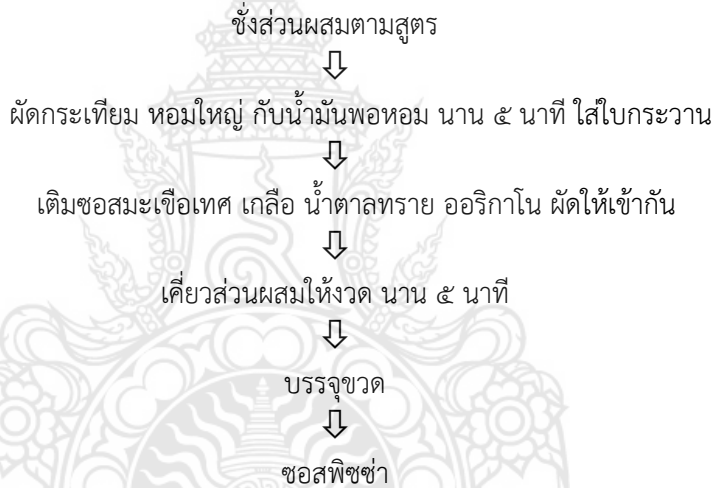 ชั่งส่วนผสมตามสูตร
ผัดกระเทียม หอมใหญ่ กับน้ำมันพอหอม นาน ๕ นาที ใส่ใบกระวาน
เติมซอสมะเขือเทศ เกลือ น้ำตาลทราย ออริกาโน ผัดให้เข้ากัน
เคี่ยวส่วนผสมให้งวด นาน ๕ นาที
บรรจุขวด
ซอสพิซซ่า